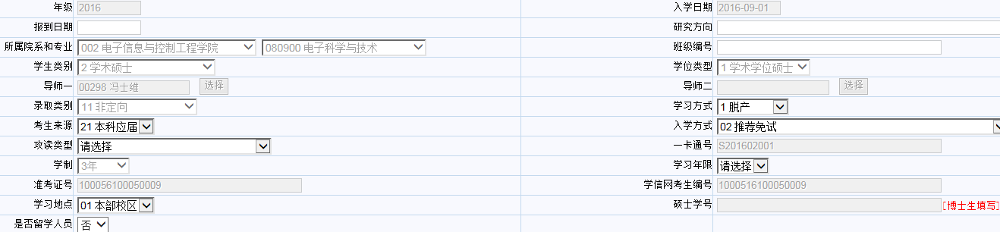 年级 2016 入学日期 2016-09-01
报到日期 研究方向
所属院系和专业 002 电子信息与控制工程学院 080900 电子科学与技术 班级编号
学生类别 2 学术硕士 学位类型 1 学术学位硕士
导师一 00298 冯士维 选择 导师二 选择
录取类别 11 非定向 学习方式 1 脱产
考生来源 21 本科应届 入学方式 02 推荐免试
攻读类型 请选择 一卡通号 S201602001
学制 3年 学习年限 请选择
准考证号 100056100050009 学信网考生编号 1000516100050009
学习地点 01 本部校区 硕士学号 [博士生填写]
是否留学人员 否